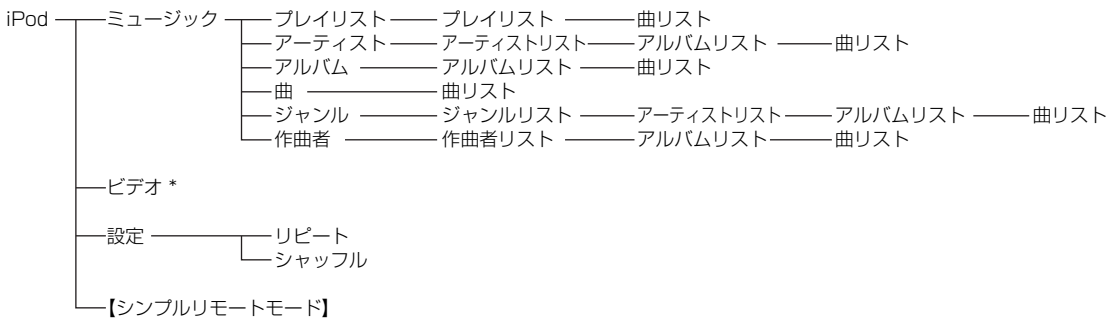 iPod ミュージック プレイリスト プレイリスト 曲リスト
アーティスト アーティストリスト アルバムリスト 曲リスト
アルバム アルバムリスト 曲リスト
曲 曲リスト
ジャンル ジャンルリスト アーティストリスト アルバムリスト 曲リスト
作曲者 作曲者リスト アルバムリスト 曲リスト
ビデオ *
設定 リピート
シャッフル
【シンプルリモートモード】